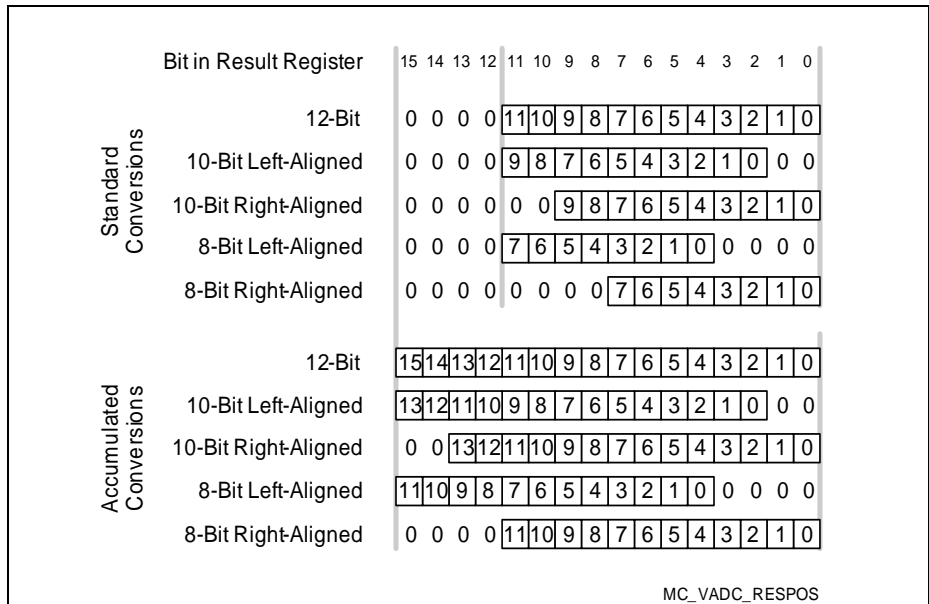 Bit in Result Register 15 14 13 12 11 10 9 8 7 6 5 4 3 2 1 0
Standard Conversions
12-Bit 0 0 0 0 11 10 9 8 7 6 5 4 3 2 1 0
10-Bit Left-Aligned 0 0 0 0 9 8 7 6 5 4 3 2 1 0 0 0
10-Bit Right-Aligned 0 0 0 0 0 0 9 8 7 6 5 4 3 2 1 0
8-Bit Left-Aligned 0 0 0 0 7 6 5 4 3 2 1 0 0 0 0 0
8-Bit Right-Aligned 0 0 0 0 0 0 0 0 7 6 5 4 3 2 1 0
Accumulated Conversions
12-Bit 15 14 13 12 11 10 9 8 7 6 5 4 3 2 1 0
10-Bit Left-Aligned 13 12 11 10 9 8 7 6 5 4 3 2 1 0 0 0
10-Bit Right-Aligned 0 0 13 12 11 10 9 8 7 6 5 4 3 2 1 0
8-Bit Left-Aligned 11 10 9 8 7 6 5 4 3 2 1 0 0 0 0 0
8-Bit Right-Aligned 0 0 0 0 11 10 9 8 7 6 5 4 3 2 1 0
MC_VADC_RESPOS